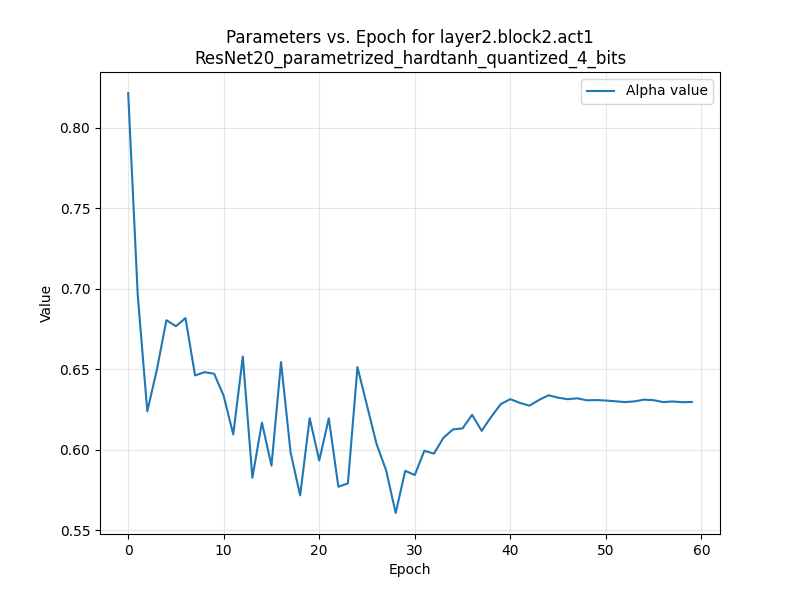 Parameters vs. Epoch for layer2.block2.act1
ResNet20_parametrized_hardtanh_quantized_4_bits
Alpha value
0.80
0.75
0.70
0.65
0.60
0.55
Value
0
10
20
30
40
50
60
Epoch